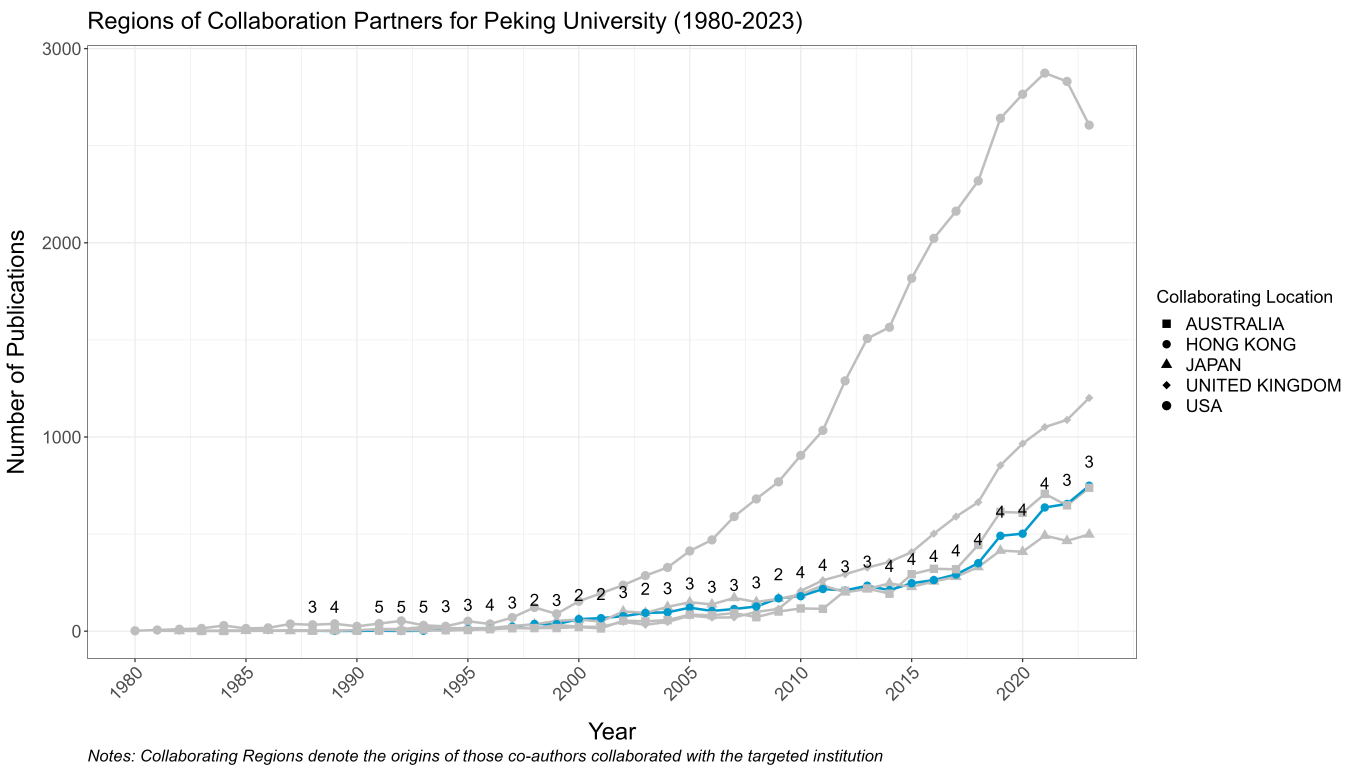 Regions of Collaboration Partners for Peking University (1980-2023)
Number of Publications
3000
2000
1000
0
3 4 5 5 5 3 3 4 3 2 3 2 2 3 2 3 3 3 3 3 2 4 4 3 3 4 4 4 4 4 4 4 4 3 3
1980 1985 1990 1995 2000 2005 2010 2015 2020
Year
Collaborating Location
AUSTRALIA
HONG KONG
JAPAN
UNITED KINGDOM
USA
Notes: Collaborating Regions denote the origins of those co-authors collaborated with the targeted institution